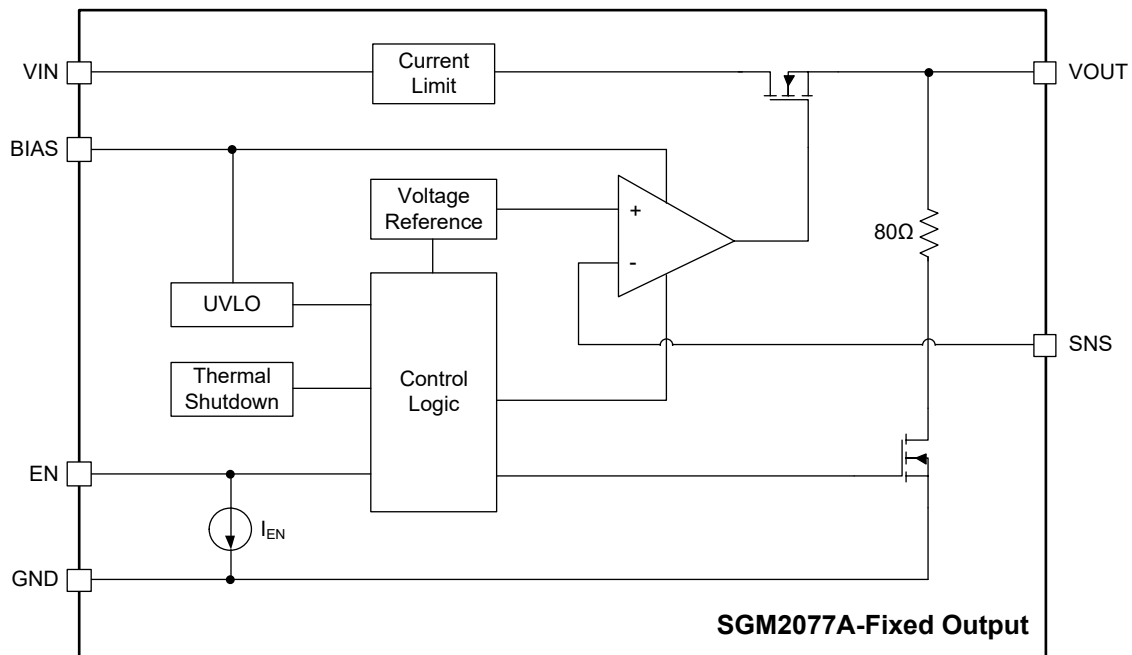 VIN
Current
Limit
VOUT
BIAS
Voltage
Reference
+
-
80Ω
UVLO
SNS
Thermal
Shutdown
Control
Logic
EN
I_EN
GND
SGM2077A-Fixed Output